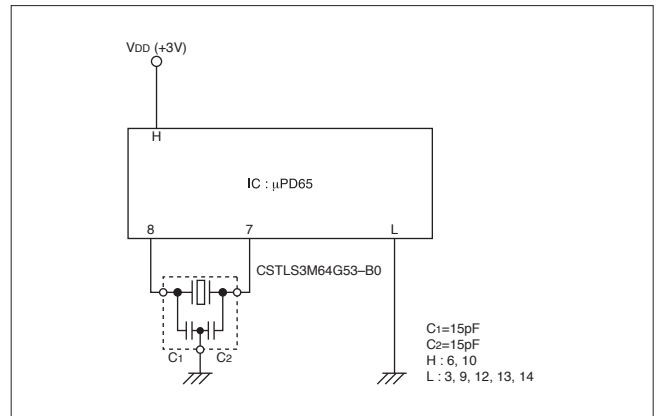 VDD (+3V)
H
IC : μPD65
8 7 L
CSTLS3M64G53–B0
C1 C2
C1=15pF
C2=15pF
H : 6, 10
L : 3, 9, 12, 13, 14